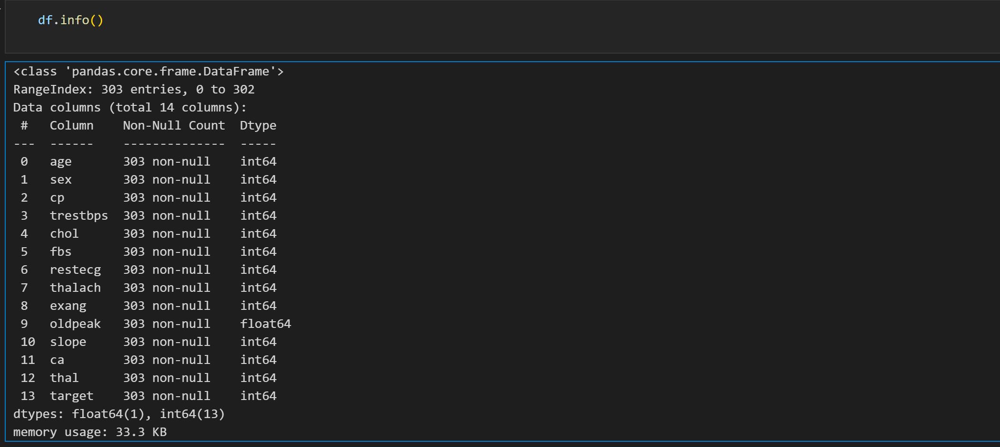 df.info()
<class 'pandas.core.frame.DataFrame'>
RangeIndex: 303 entries, 0 to 302
Data columns (total 14 columns):
 #   Column    Non-Null Count  Dtype
---  ------    --------------  -----
 0   age       303 non-null    int64
 1   sex       303 non-null    int64
 2   cp        303 non-null    int64
 3   trestbps  303 non-null    int64
 4   chol      303 non-null    int64
 5   fbs       303 non-null    int64
 6   restecg   303 non-null    int64
 7   thalach   303 non-null    int64
 8   exang     303 non-null    int64
 9   oldpeak   303 non-null    float64
 10  slope     303 non-null    int64
 11  ca        303 non-null    int64
 12  thal      303 non-null    int64
 13  target    303 non-null    int64
dtypes: float64(1), int64(13)
memory usage: 33.3 KB